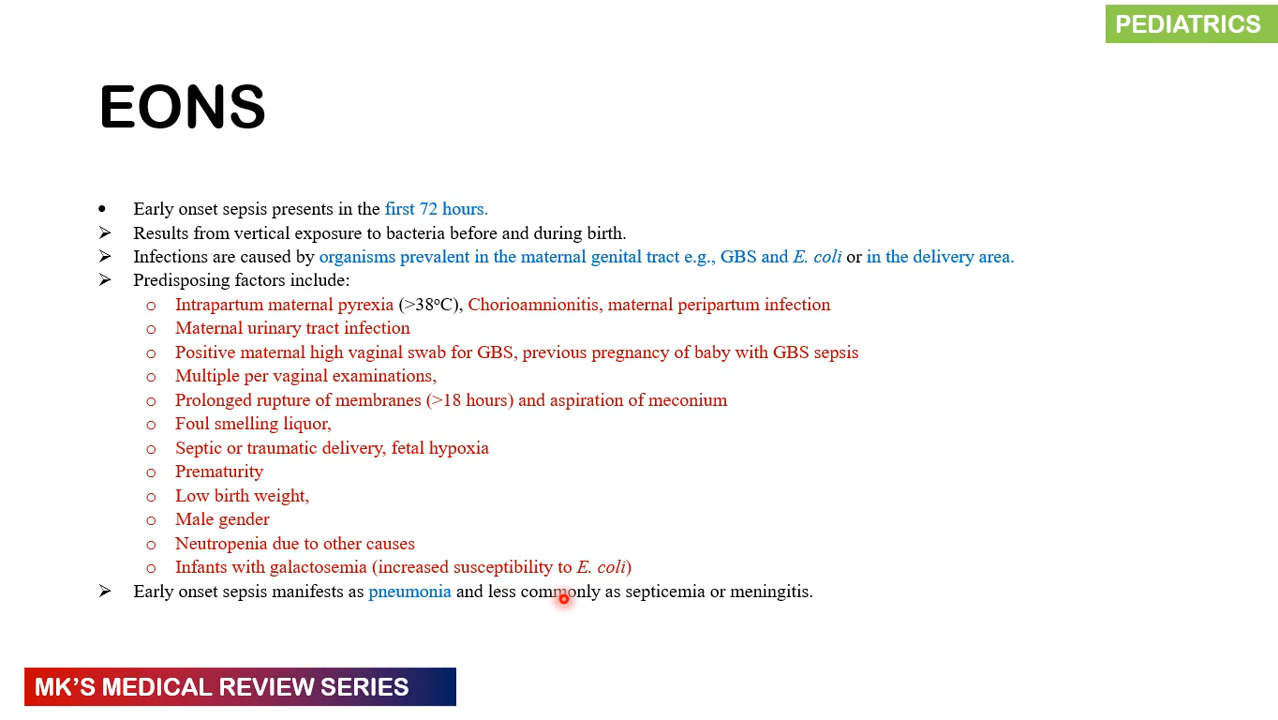 PEDIATRICS
EONS
• Early onset sepsis presents in the first 72 hours.
➤ Results from vertical exposure to bacteria before and during birth.
➤ Infections are caused by organisms prevalent in the maternal genital tract e.g., GBS and E. coli or in the delivery area.
➤ Predisposing factors include:
o Intrapartum maternal pyrexia (>38°C), Chorioamnionitis, maternal peripartum infection
o Maternal urinary tract infection
o Positive maternal high vaginal swab for GBS, previous pregnancy of baby with GBS sepsis
o Multiple per vaginal examinations,
o Prolonged rupture of membranes (>18 hours) and aspiration of meconium
o Foul smelling liquor,
o Septic or traumatic delivery, fetal hypoxia
o Prematurity
o Low birth weight,
o Male gender
o Neutropenia due to other causes
o Infants with galactosemia (increased susceptibility to E. coli)
➤ Early onset sepsis manifests as pneumonia and less commonly as septicemia or meningitis.
MK'S MEDICAL REVIEW SERIES